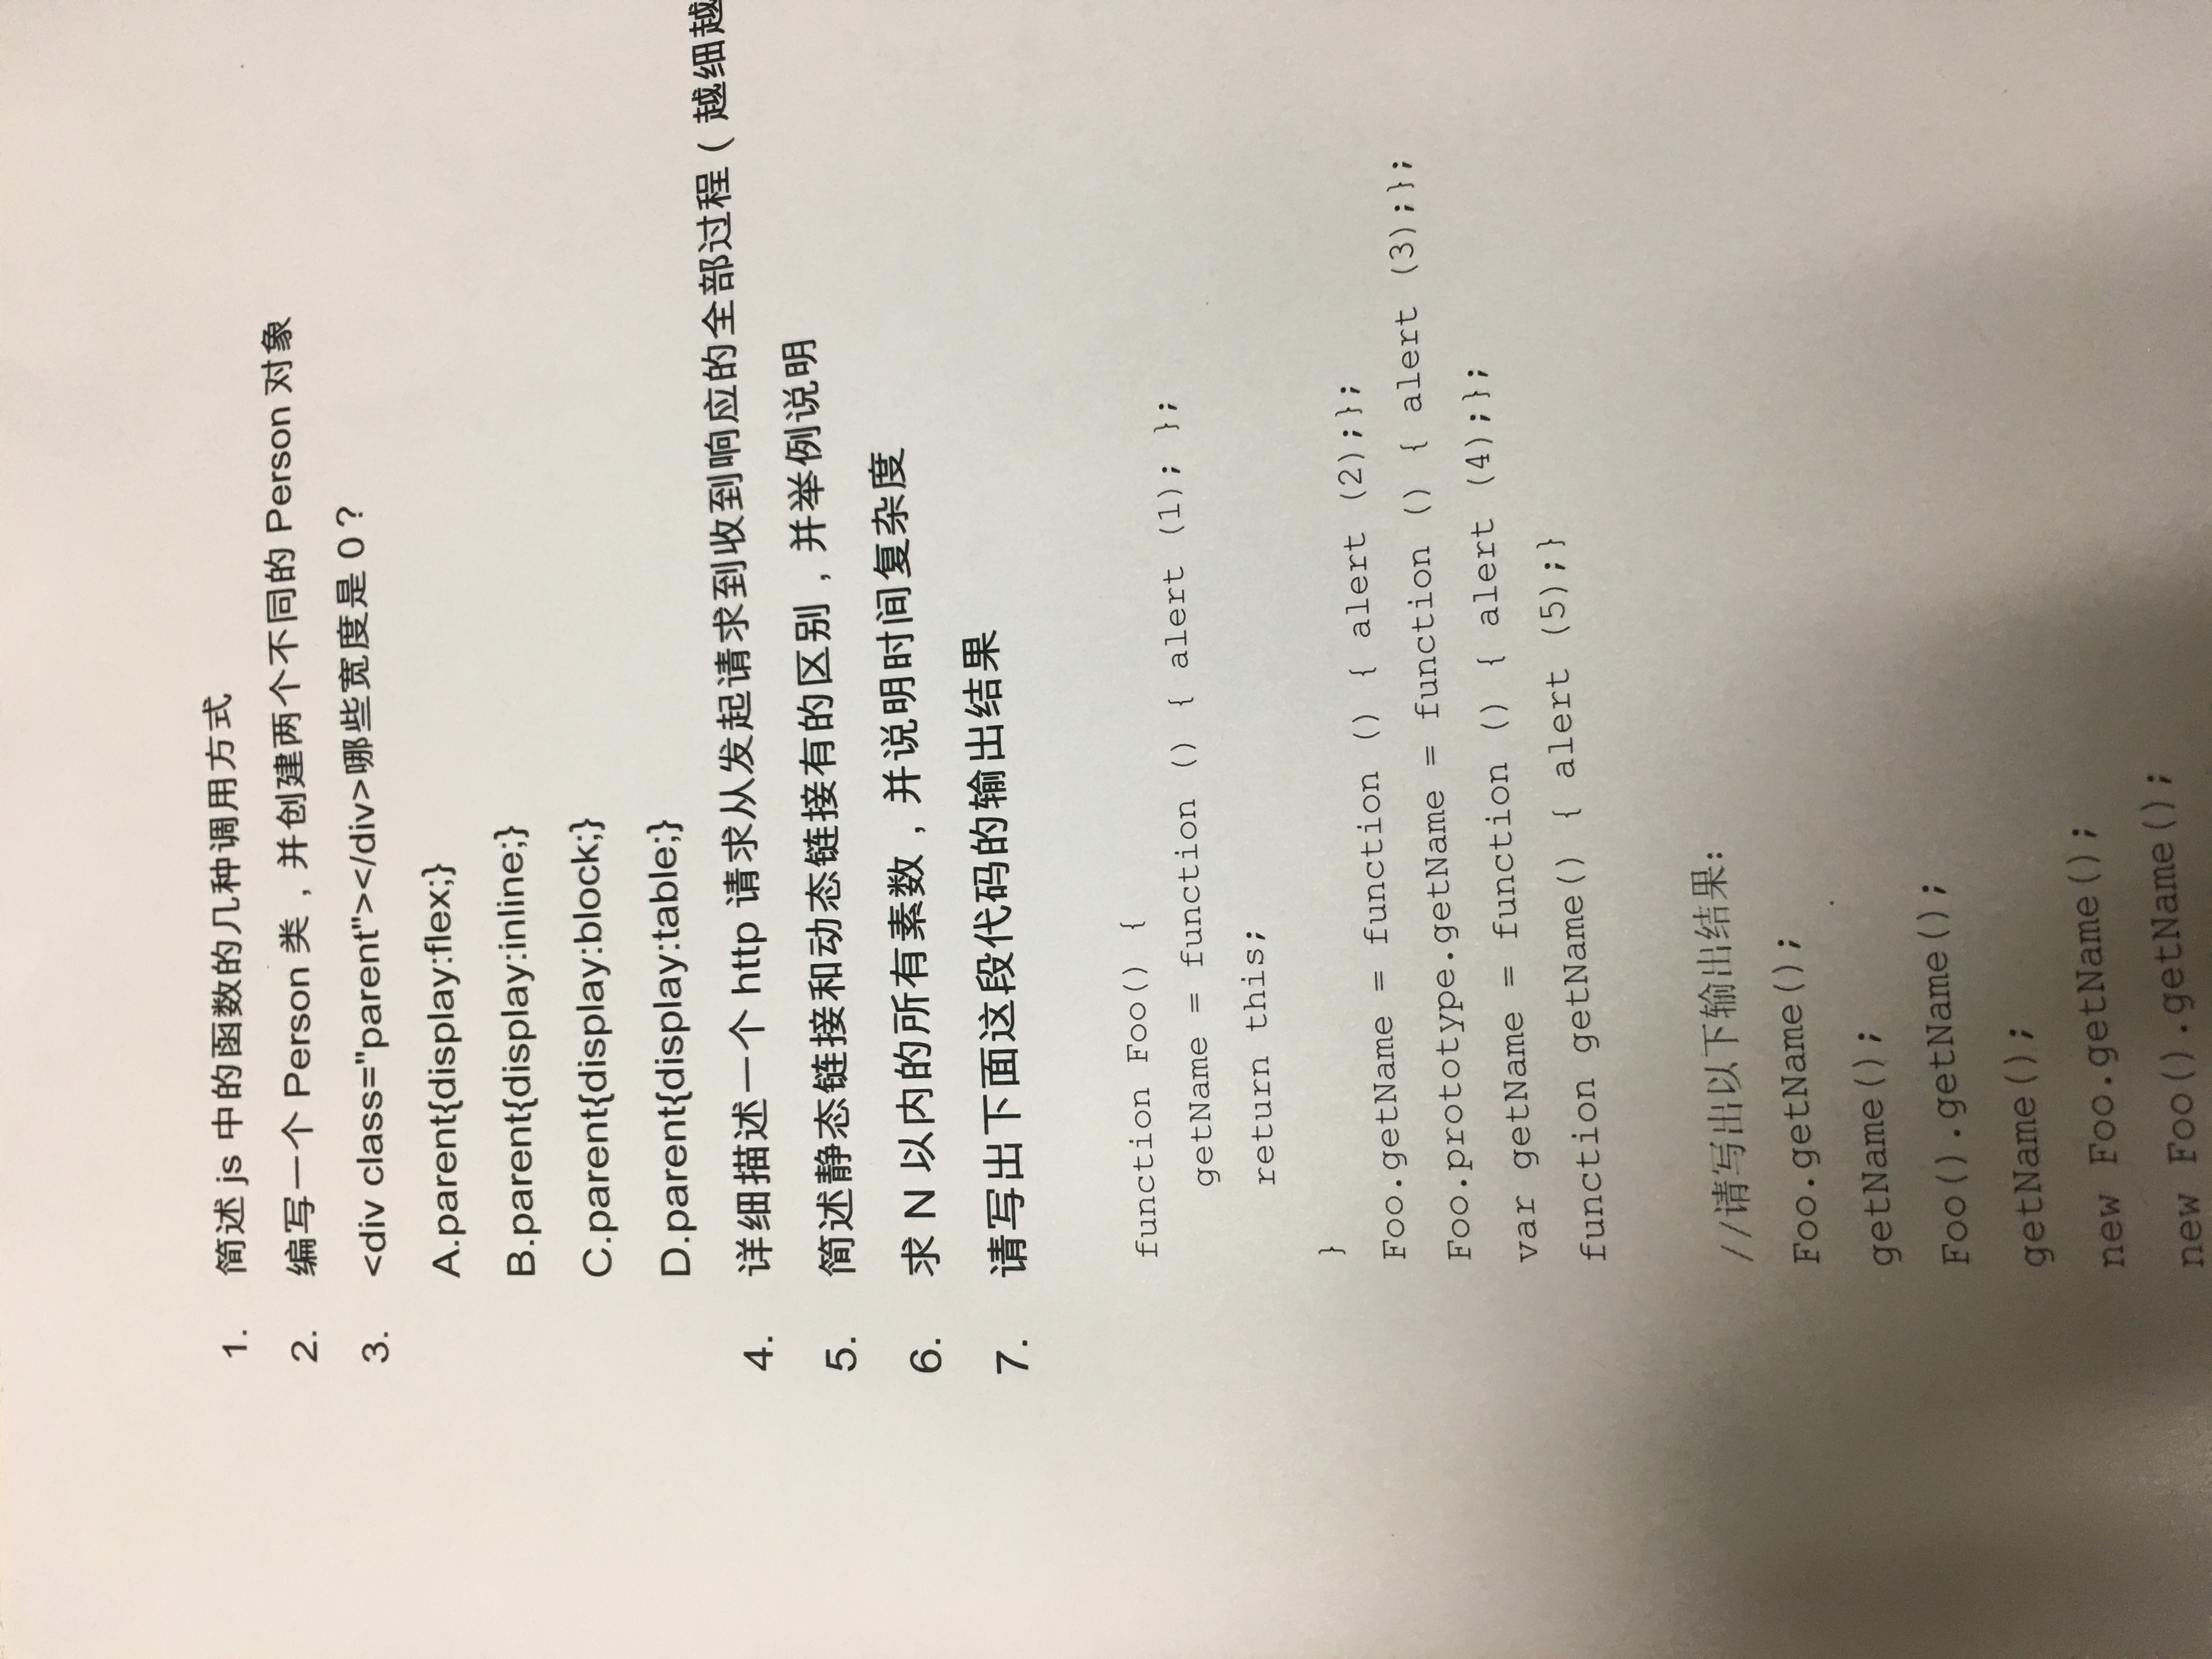 1. 简述 js 中的函数的几种调用方式
2. 编写一个 Person 类，并创建两个不同的 Person 对象
3. <div class="parent"></div>哪些宽度是 0？
A.parent{display:flex;}
B.parent{display:inline;}
C.parent{display:block;}
D.parent{display:table;}
4. 详细描述一个 http 请求从发起请求到收到响应的全部过程（越细越
5. 简述静态链接和动态链接有的区别，并举例说明
6. 求 N 以内的所有素数，并说明时间复杂度
7. 请写出下面这段代码的输出结果
function Foo() {
getName = function () { alert (1); };
return this;
}
Foo.getName = function () { alert (2);};
Foo.prototype.getName = function () { alert (3);};
var getName = function () { alert (4);};
function getName() { alert (5);}
//请写出以下输出结果：
Foo.getName();
getName();
Foo().getName();
getName();
new Foo.getName();
new Foo().getName();